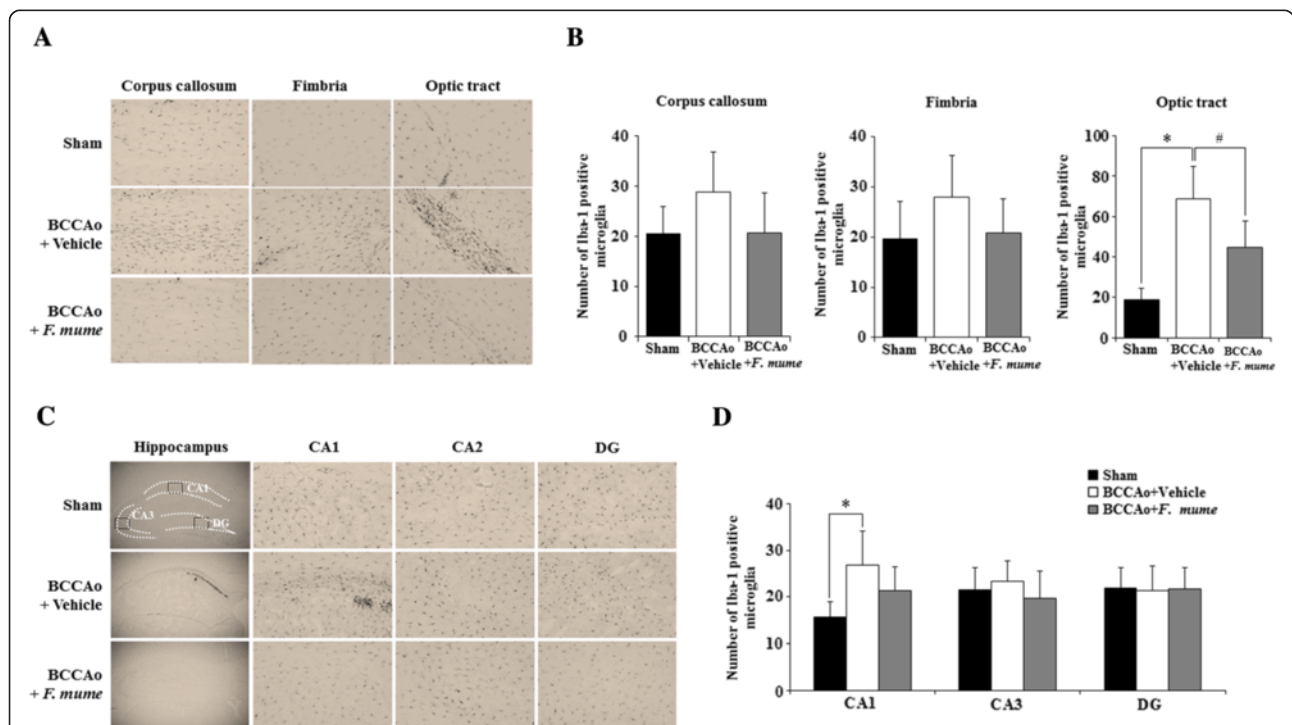 A
Corpus callosum Fimbria Optic tract
Sham
BCCAo
+ Vehicle
BCCAo
+ F. mume
B
Corpus callosum
Number of Iba-1 positive
microglia
40
30
20
10
0
Sham BCCAo BCCAo
+Vehicle +F. mume
Fimbria
Number of Iba-1 positive
microglia
40
30
20
10
0
Sham BCCAo BCCAo
+Vehicle +F. mume
Optic tract
Number of Iba-1 positive
microglia
100
80
60
40
20
0
* #
Sham BCCAo BCCAo
+Vehicle +F. mume
C
Hippocampus CA1 CA2 DG
Sham
CA1
CA3
DG
BCCAo
+ Vehicle
BCCAo
+ F. mume
D
Sham
BCCAo+Vehicle
BCCAo+F. mume
Number of Iba-1 positive
microglia
40
30
20
10
0
*
CA1 CA3 DG